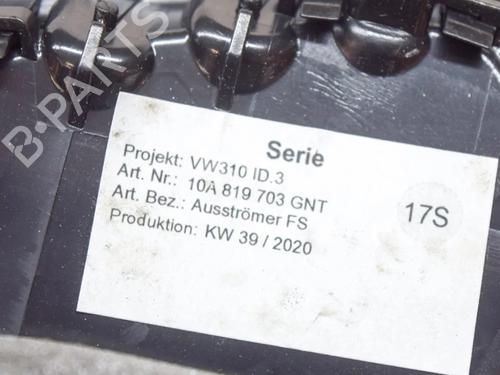 B-PARTS
Serie
Projekt: VW310 ID.3
Art. Nr.: 10A 819 703 GNT
Art. Bez.: Ausströmer FS
Produktion: KW 39 / 2020
17S